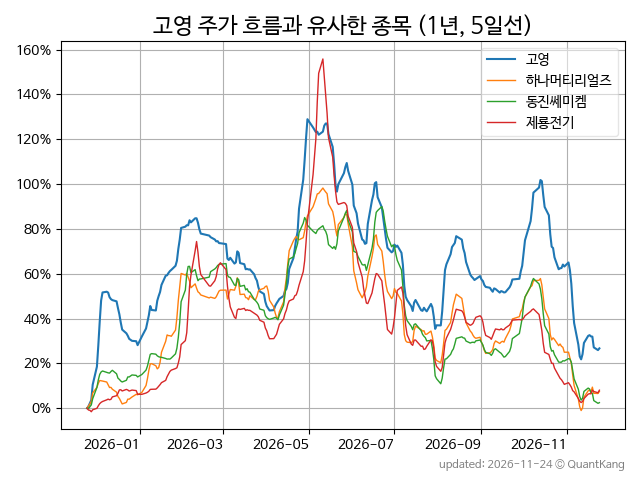 고영 주가 흐름과 유사한 종목 (1년, 5일선)
고영
하나머티리얼즈
동진쎄미켐
제룡전기
160%
140%
120%
100%
80%
60%
40%
20%
0%
2026-01 2026-03 2026-05 2026-07 2026-09 2026-11
updated: 2026-11-24 © QuantKang